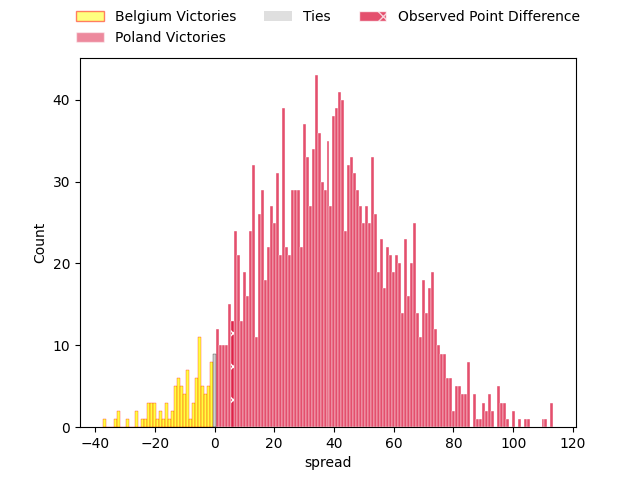 Belgium Victories
Ties
Observed Point Difference
Poland Victories
Count
40
30
20
10
0
−40
−20
0
20
40
60
80
100
120
spread